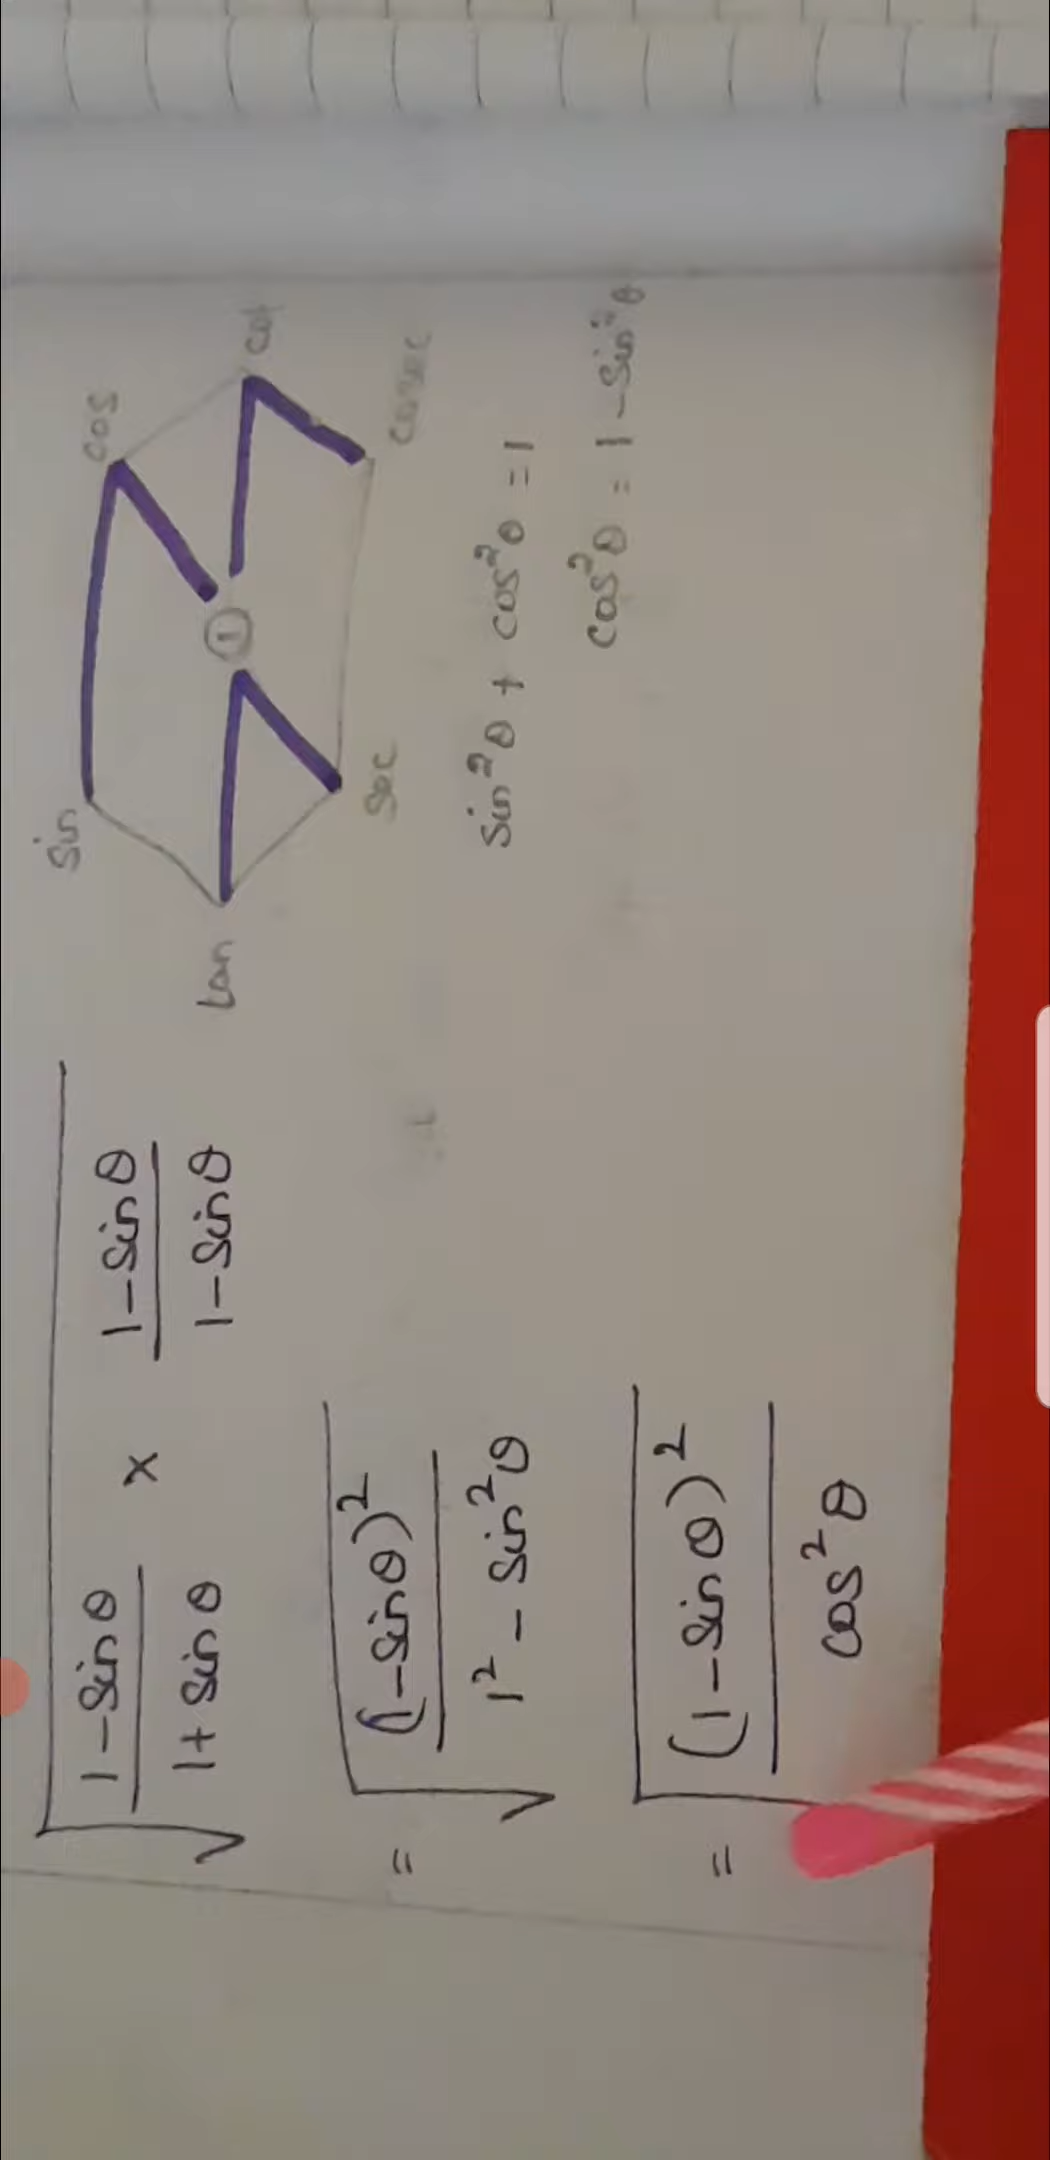 √((1-sinθ)/(1+sinθ) × (1-sinθ)/(1-sinθ))
= √((1-sinθ)²/(1²-sin²θ))
= √((1-sinθ)²/cos²θ)
sin cos
tan 1 cot
sec cosec
sin²θ + cos²θ = 1
cos²θ = 1-sin²θ